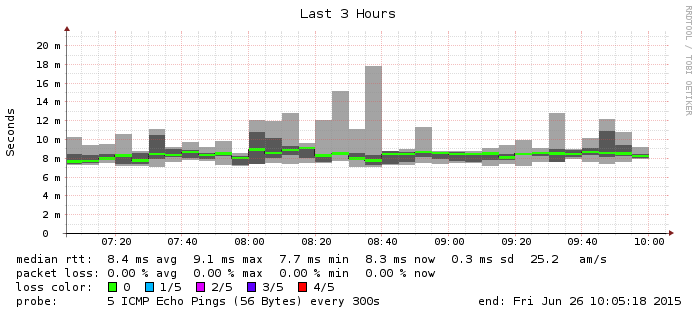 Last 3 Hours
RRDTOOL / TOBI OETIKER
Seconds
20 m
18 m
16 m
14 m
12 m
10 m
8 m
6 m
4 m
2 m
0
07:20 07:40 08:00 08:20 08:40 09:00 09:20 09:40 10:00
median rtt: 8.4 ms avg 9.1 ms max 7.7 ms min 8.3 ms now 0.3 ms sd 25.2 am/s
packet loss: 0.00 % avg 0.00 % max 0.00 % min 0.00 % now
loss color: 0 1/5 2/5 3/5 4/5
probe: 5 ICMP Echo Pings (56 Bytes) every 300s end: Fri Jun 26 10:05:18 2015